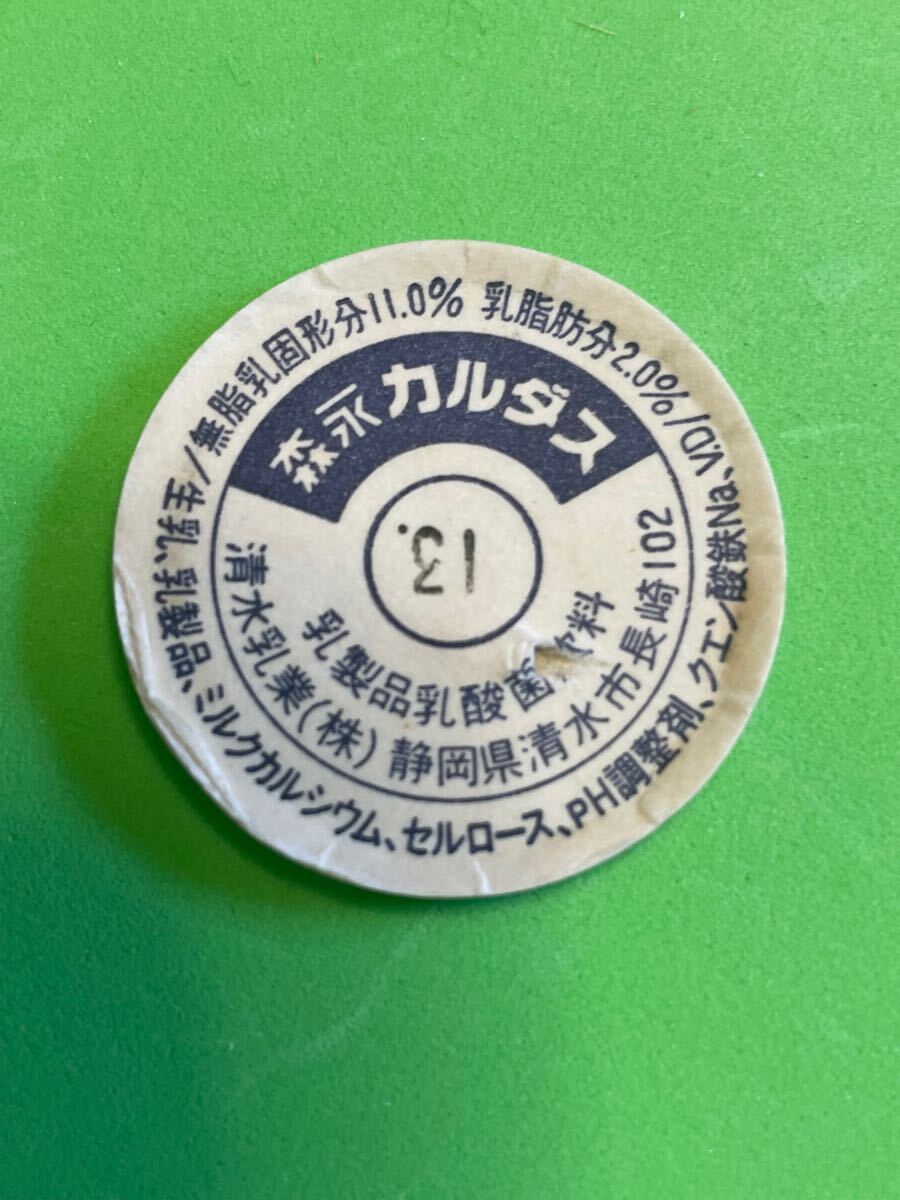 無脂乳固形分11.0% 乳脂肪分2.0%/
生乳、乳製品、ミルクカルシウム、セルロース、PH調整剤、クエン酸鉄Na、V.D/
森永カルダス
13.
乳製品乳酸菌飲料
清水乳業(株)静岡県清水市長崎102